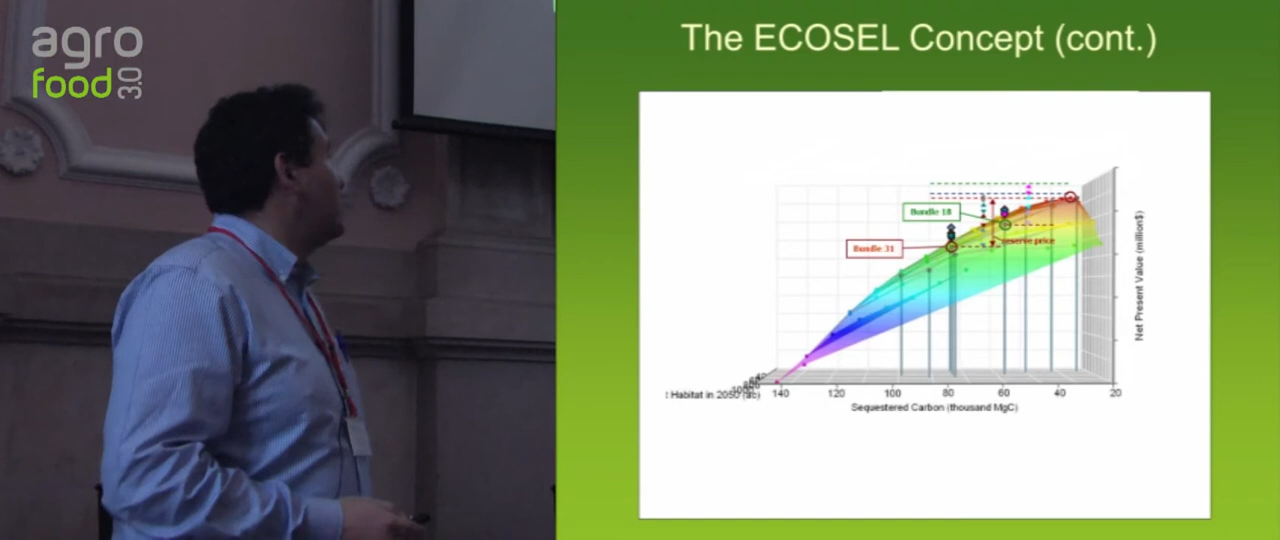 agro
food 3.0
The ECOSEL Concept (cont.)
Bundle 18
Bundle 31
reserve price
Net Present Value (million$)
t Habitat in 2050 (ac)
1000
140
120
100
80
60
40
20
Sequestered Carbon (thousand MgC)